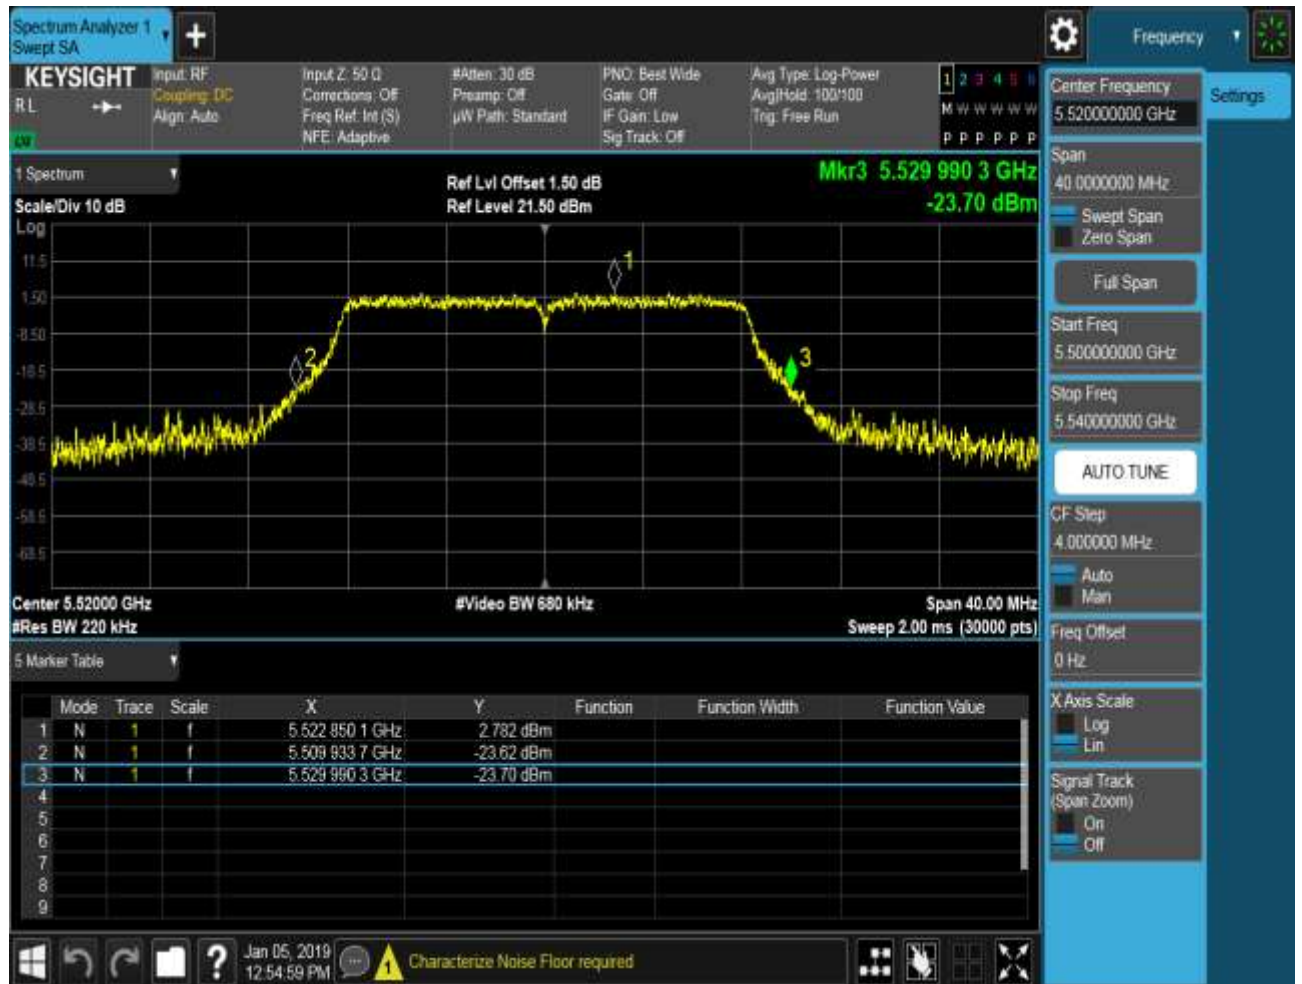 Spectrum Analyzer 1
Swept SA
+
Frequency
KEYSIGHT
R L
Input: RF
Coupling: DC
Align: Auto
Input Z: 50 Ω
Corrections: Off
Freq Ref: Int (S)
NFE: Adaptive
#Atten: 30 dB
Preamp: Off
µW Path: Standard
PNO: Best Wide
Gate: Off
IF Gain: Low
Sig Track: Off
Avg Type: Log-Power
Avg|Hold: 100/100
Trig: Free Run
1 2 3 4 5 6
M W W W W W
P P P P P P
1 Spectrum
Scale/Div 10 dB
Ref Lvl Offset 1.50 dB
Ref Level 21.50 dBm
Mkr3 5.529 990 3 GHz
-23.70 dBm
Log
11.5
1.50
-8.50
-18.5
-28.5
-38.5
-48.5
-58.5
-68.5
1
2
3
Center 5.52000 GHz
#Res BW 220 kHz
#Video BW 680 kHz
Span 40.00 MHz
Sweep 2.00 ms (30000 pts)
5 Marker Table
Mode Trace Scale X Y Function Function Width Function Value
1 N 1 f 5.522 850 1 GHz 2.782 dBm
2 N 1 f 5.509 933 7 GHz -23.62 dBm
3 N 1 f 5.529 990 3 GHz -23.70 dBm
4
5
6
7
8
9
Center Frequency
5.520000000 GHz
Settings
Span
40.0000000 MHz
Swept Span
Zero Span
Full Span
Start Freq
5.500000000 GHz
Stop Freq
5.540000000 GHz
AUTO TUNE
CF Step
4.000000 MHz
Auto
Man
Freq Offset
0 Hz
X Axis Scale
Log
Lin
Signal Track
(Span Zoom)
On
Off
?
Jan 05, 2019
12:54:59 PM
1
Characterize Noise Floor required